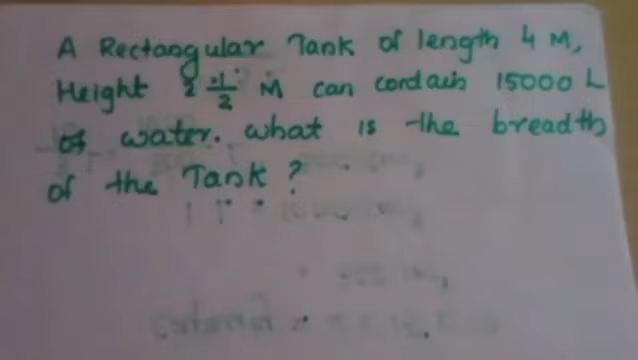 A Rectangular Tank of length 4 M,
Height 2 1/2 M can contain 15000 L
of water. what is the breadth
of the Tank?